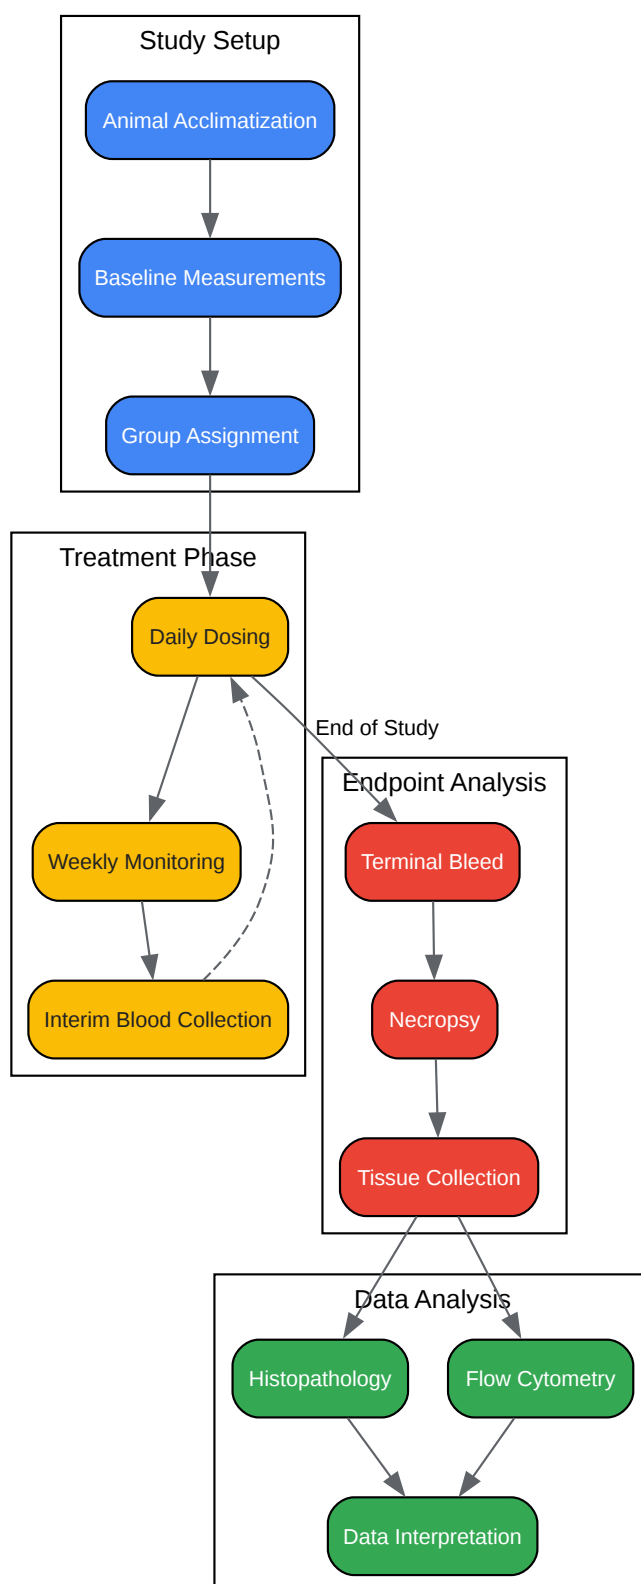 Study Setup
Animal Acclimatization
Baseline Measurements
Group Assignment
Treatment Phase
Daily Dosing
End of Study
Endpoint Analysis
Weekly Monitoring
Terminal Bleed
Interim Blood Collection
Necropsy
Tissue Collection
Data Analysis
Histopathology
Flow Cytometry
Data Interpretation